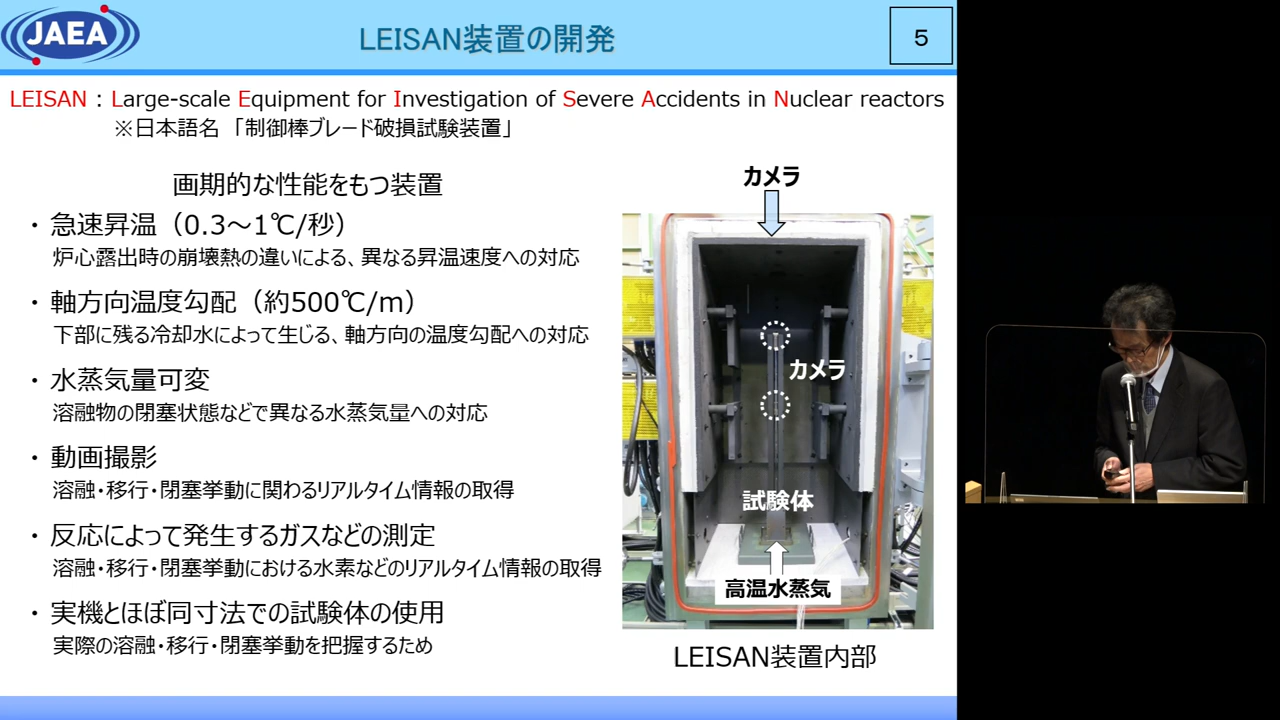 JAEA
LEISAN装置の開発
5
LEISAN : Large-scale Equipment for Investigation of Severe Accidents in Nuclear reactors
※日本語名 「制御棒ブレード破損試験装置」
画期的な性能をもつ装置
・ 急速昇温（0.3～1℃/秒）
炉心露出時の崩壊熱の違いによる、異なる昇温速度への対応
・ 軸方向温度勾配（約500℃/m）
下部に残る冷却水によって生じる、軸方向の温度勾配への対応
・ 水蒸気量可変
溶融物の閉塞状態などで異なる水蒸気量への対応
・ 動画撮影
溶融・移行・閉塞挙動に関わるリアルタイム情報の取得
・ 反応によって発生するガスなどの測定
溶融・移行・閉塞挙動における水素などのリアルタイム情報の取得
・ 実機とほぼ同寸法での試験体の使用
実際の溶融・移行・閉塞挙動を把握するため
カメラ
カメラ
試験体
高温水蒸気
LEISAN装置内部